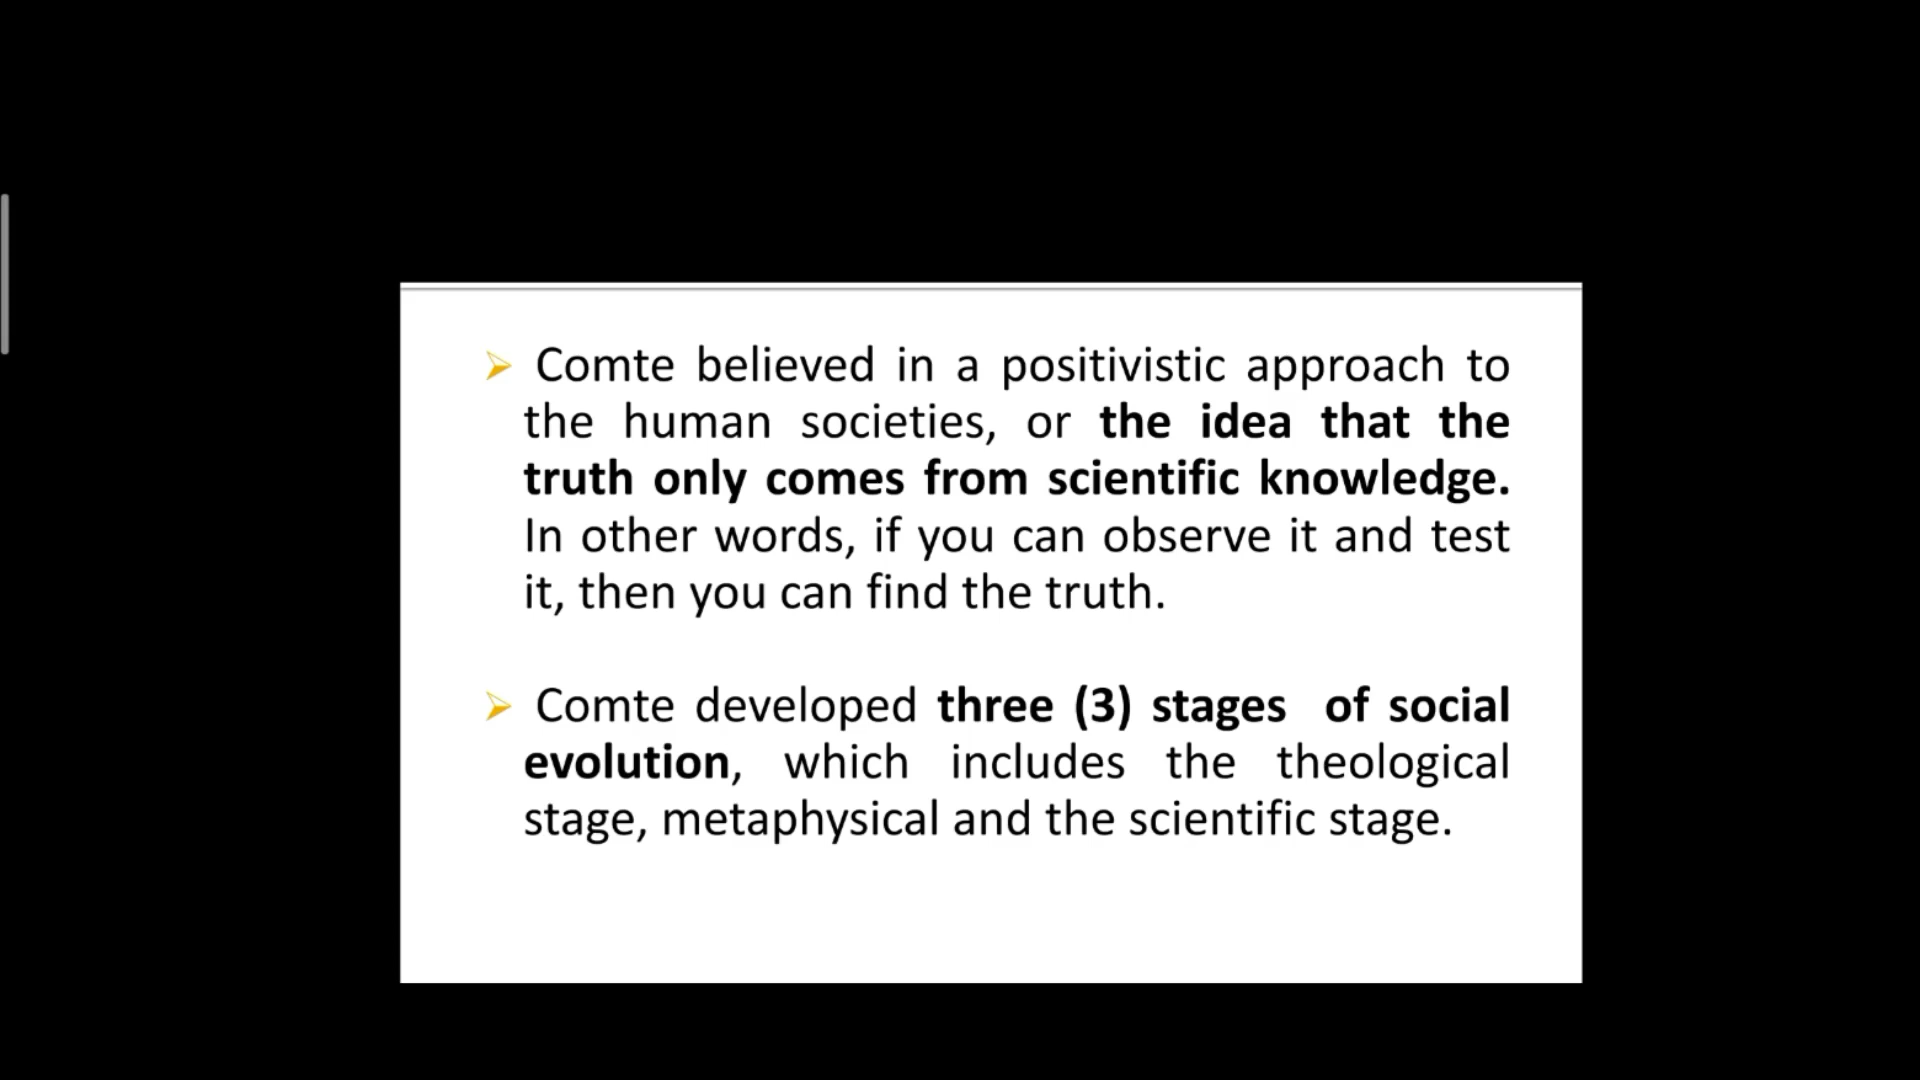 ➢ Comte believed in a positivistic approach to
the human societies, or the idea that the
truth only comes from scientific knowledge.
In other words, if you can observe it and test
it, then you can find the truth.
➢ Comte developed three (3) stages of social
evolution, which includes the theological
stage, metaphysical and the scientific stage.